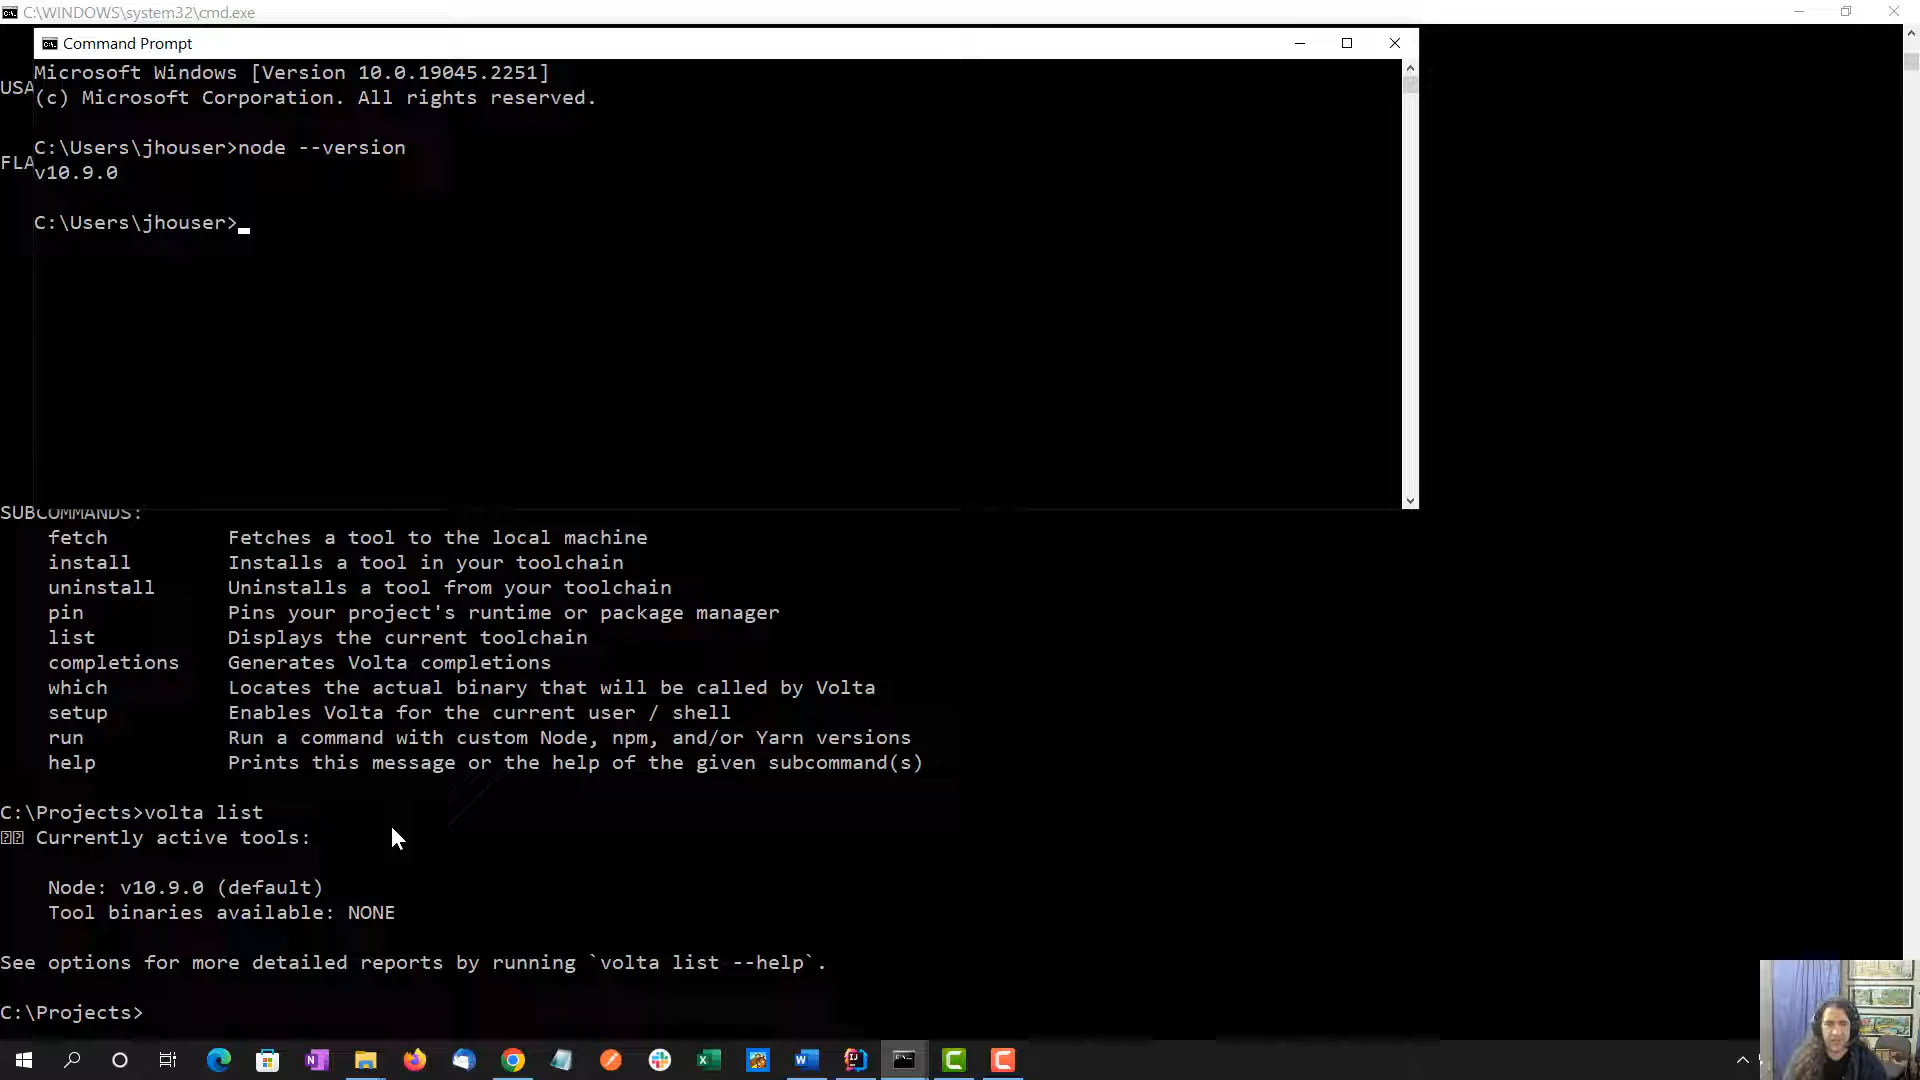 C:\WINDOWS\system32\cmd.exe
Command Prompt
Microsoft Windows [Version 10.0.19045.2251]
USA
(c) Microsoft Corporation. All rights reserved.
C:\Users\jhouser>node --version
FLA
v10.9.0
C:\Users\jhouser>
SUBCOMMANDS:
fetch Fetches a tool to the local machine
install Installs a tool in your toolchain
uninstall Uninstalls a tool from your toolchain
pin Pins your project's runtime or package manager
list Displays the current toolchain
completions Generates Volta completions
which Locates the actual binary that will be called by Volta
setup Enables Volta for the current user / shell
run Run a command with custom Node, npm, and/or Yarn versions
help Prints this message or the help of the given subcommand(s)
C:\Projects>volta list
Currently active tools:
Node: v10.9.0 (default)
Tool binaries available: NONE
See options for more detailed reports by running `volta list --help`.
C:\Projects>